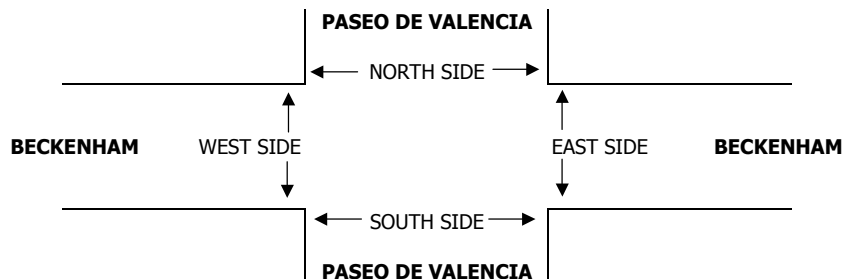 PASEO DE VALENCIA
NORTH SIDE
BECKENHAM WEST SIDE EAST SIDE BECKENHAM
SOUTH SIDE
PASEO DE VALENCIA